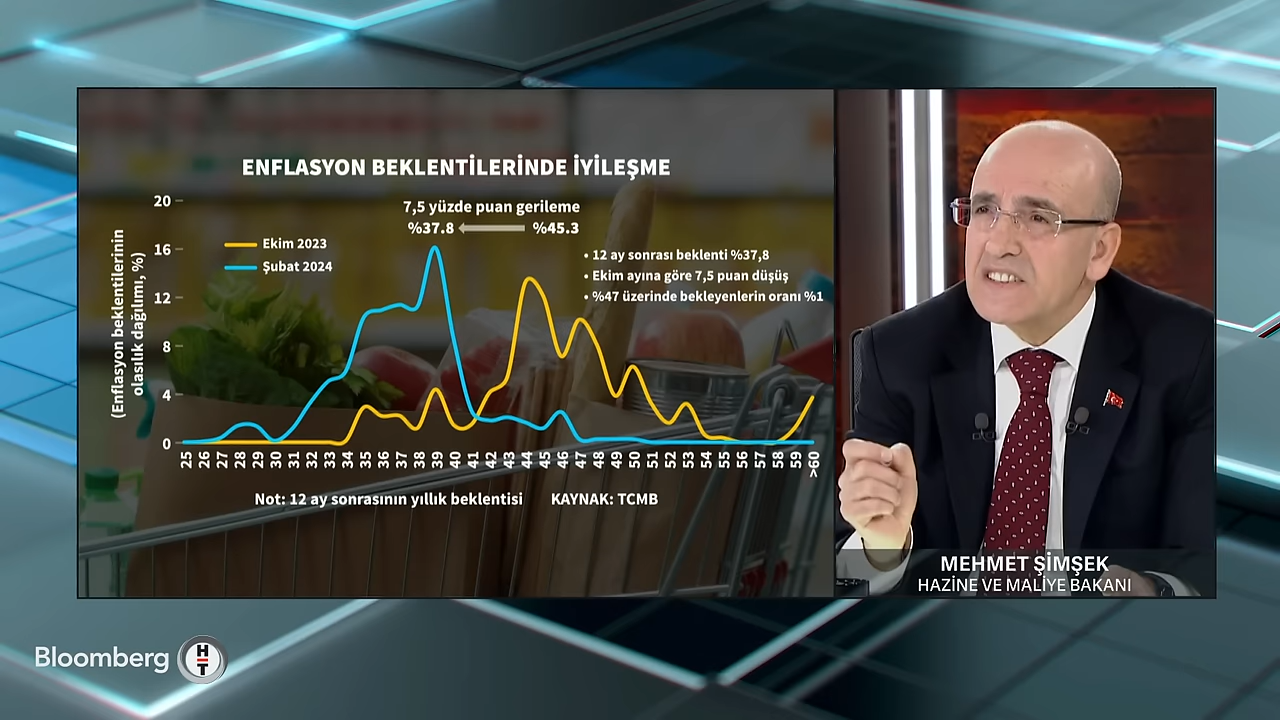 ENFLASYON BEKLENTİLERİNDE İYİLEŞME
7,5 yüzde puan gerileme
%37.8 %45.3
Ekim 2023
Şubat 2024
• 12 ay sonrası beklenti %37,8
• Ekim ayına göre 7,5 puan düşüş
• %47 üzerinde bekleyenlerin oranı %1
(Enflasyon beklentilerinin
olasılık dağılımı, %)
20
16
12
8
4
0
25 26 27 28 29 30 31 32 33 34 35 36 37 38 39 40 41 42 43 44 45 46 47 48 49 50 51 52 53 54 55 56 57 58 59 >60
Not: 12 ay sonrasının yıllık beklentisi KAYNAK: TCMB
MEHMET ŞİMŞEK
HAZİNE VE MALİYE BAKANI
Bloomberg HT